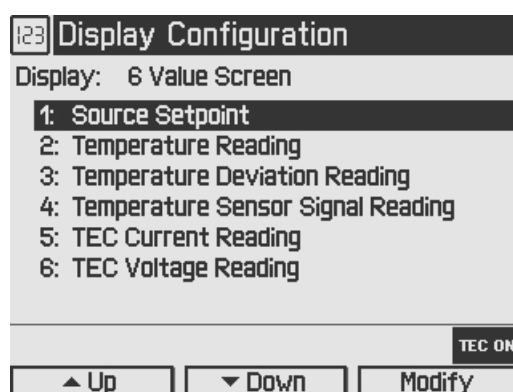 123 Display Configuration
Display: 6 Value Screen
1: Source Setpoint
2: Temperature Reading
3: Temperature Deviation Reading
4: Temperature Sensor Signal Reading
5: TEC Current Reading
6: TEC Voltage Reading
TEC ON
▲ Up ▼ Down Modify